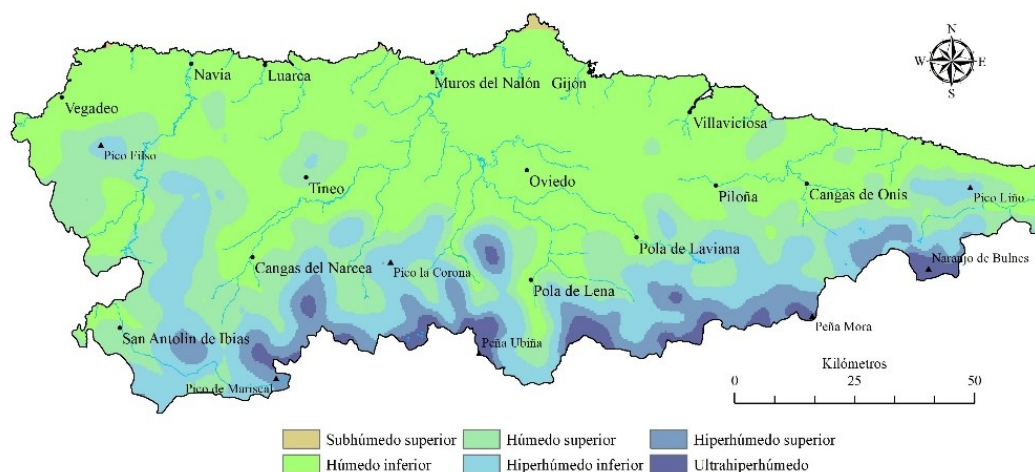 N
W E
S
Navia
Luarca
Muros del Nalón
Gijón
Vegadeo
Villaviciosa
Pico Filso
Tineo
Oviedo
Piloña
Cangas de Onis
Pico Liño
Pola de Laviana
Cangas del Narcea
Pico la Corona
Naranjo de Bulnes
Pola de Lena
San Antolin de Ibias
Peña Ubiña
Peña Mora
Pico de Mariscal
Kilómetros
0 25 50
Subhúmedo superior Húmedo superior Hiperhúmedo superior
Húmedo inferior Hiperhúmedo inferior Ultrahiperhúmedo